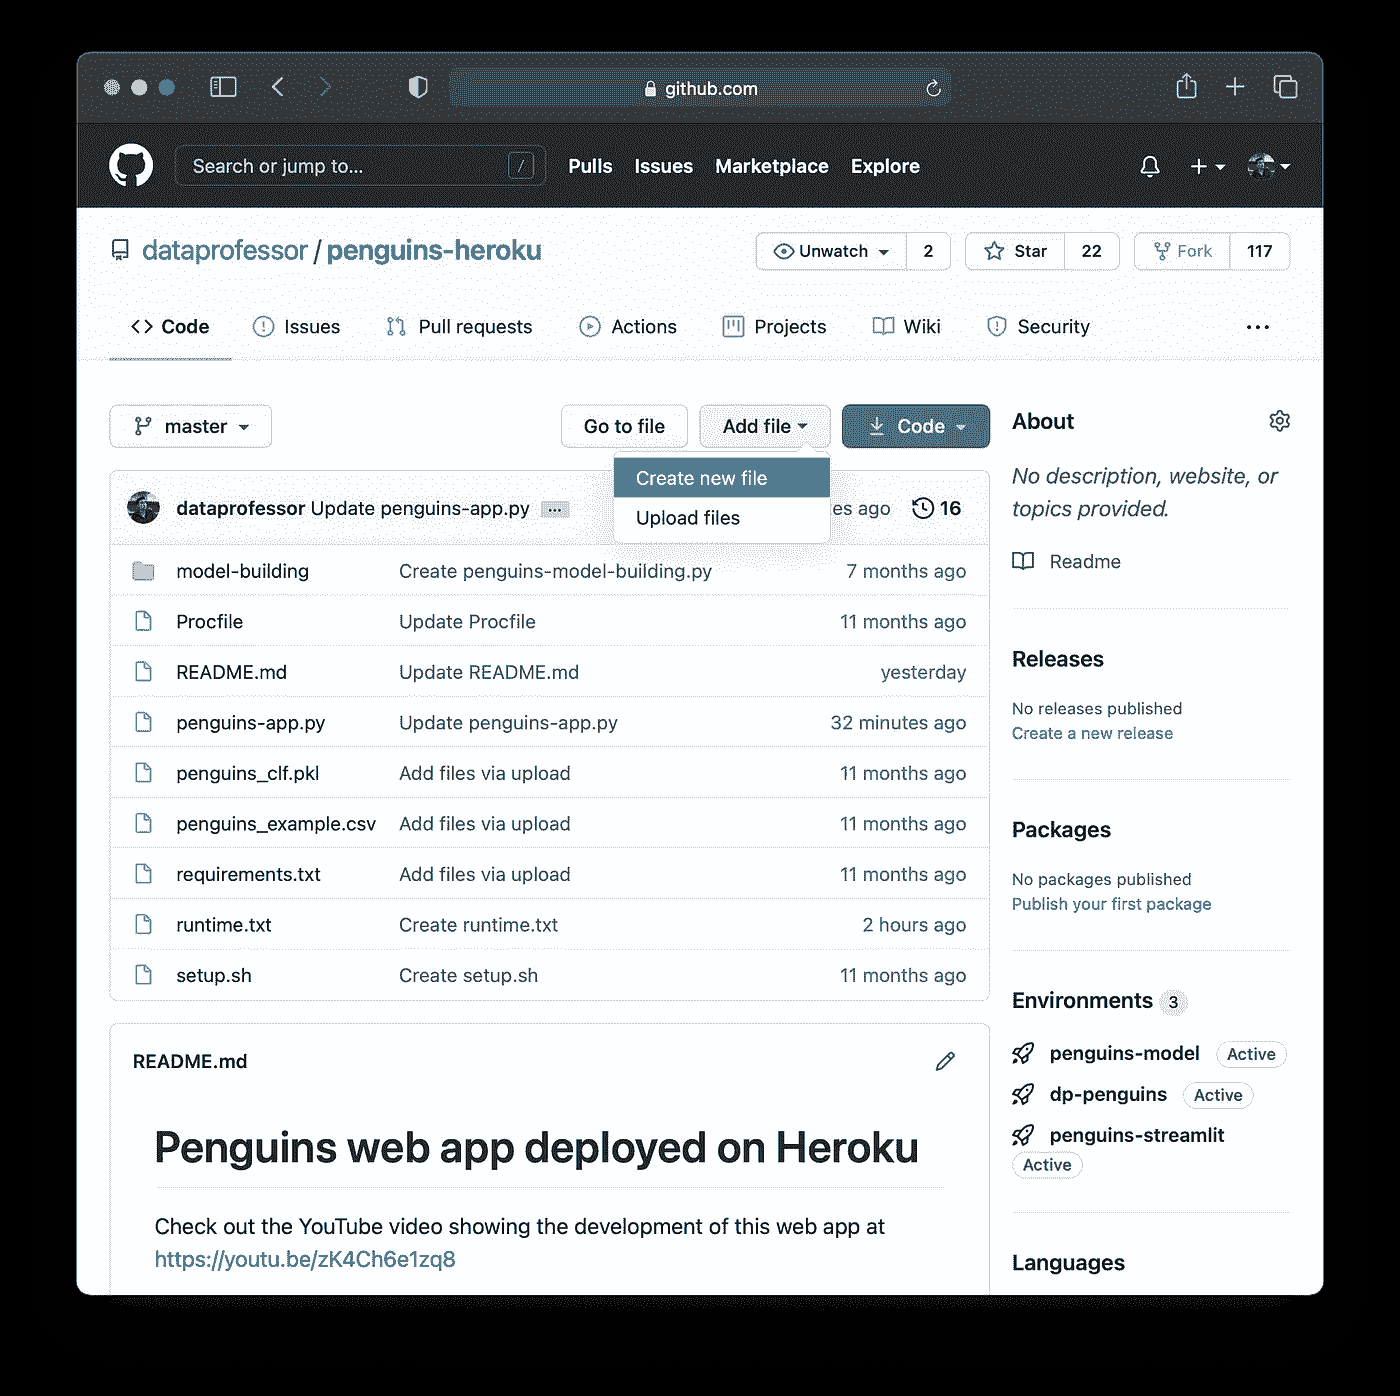 github.com
Search or jump to... / Pulls Issues Marketplace Explore
dataprofessor / penguins-heroku Unwatch 2 Star 22 Fork 117
Code Issues Pull requests Actions Projects Wiki Security ...
master Go to file Add file Code
Create new file
Upload files
dataprofessor Update penguins-app.py ... es ago 16
model-building Create penguins-model-building.py 7 months ago
Procfile Update Procfile 11 months ago
README.md Update README.md yesterday
penguins-app.py Update penguins-app.py 32 minutes ago
penguins_clf.pkl Add files via upload 11 months ago
penguins_example.csv Add files via upload 11 months ago
requirements.txt Add files via upload 11 months ago
runtime.txt Create runtime.txt 2 hours ago
setup.sh Create setup.sh 11 months ago
README.md
Penguins web app deployed on Heroku
Check out the YouTube video showing the development of this web app at
https://youtu.be/zK4Ch6e1zq8
About
No description, website, or
topics provided.
Readme
Releases
No releases published
Create a new release
Packages
No packages published
Publish your first package
Environments 3
penguins-model Active
dp-penguins Active
penguins-streamlit
Active
Languages